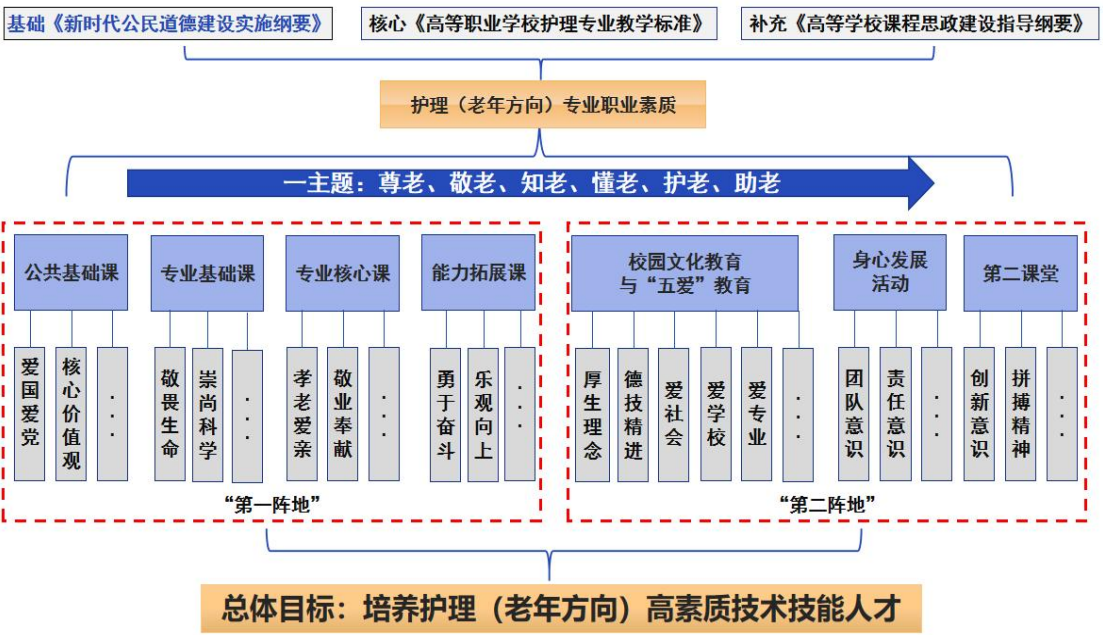 基础《新时代公民道德建设实施纲要》
核心《高等职业学校护理专业教学标准》
补充《高等学校课程思政建设指导纲要》
护理（老年方向）专业职业素质
一主题：尊老、敬老、知老、懂老、护老、助老
公共基础课
专业基础课
专业核心课
能力拓展课
校园文化教育
与“五爱”教育
身心发展
活动
第二课堂
爱国爱党
核心价值观
...
敬畏生命
崇尚科学
...
孝老爱亲
敬业奉献
...
勇于奋斗
乐观向上
...
厚生理念
德技精进
爱社会
爱学校
爱专业
...
团队意识
责任意识
...
创新意识
拼搏精神
...
“第一阵地”
“第二阵地”
总体目标：培养护理（老年方向）高素质技术技能人才